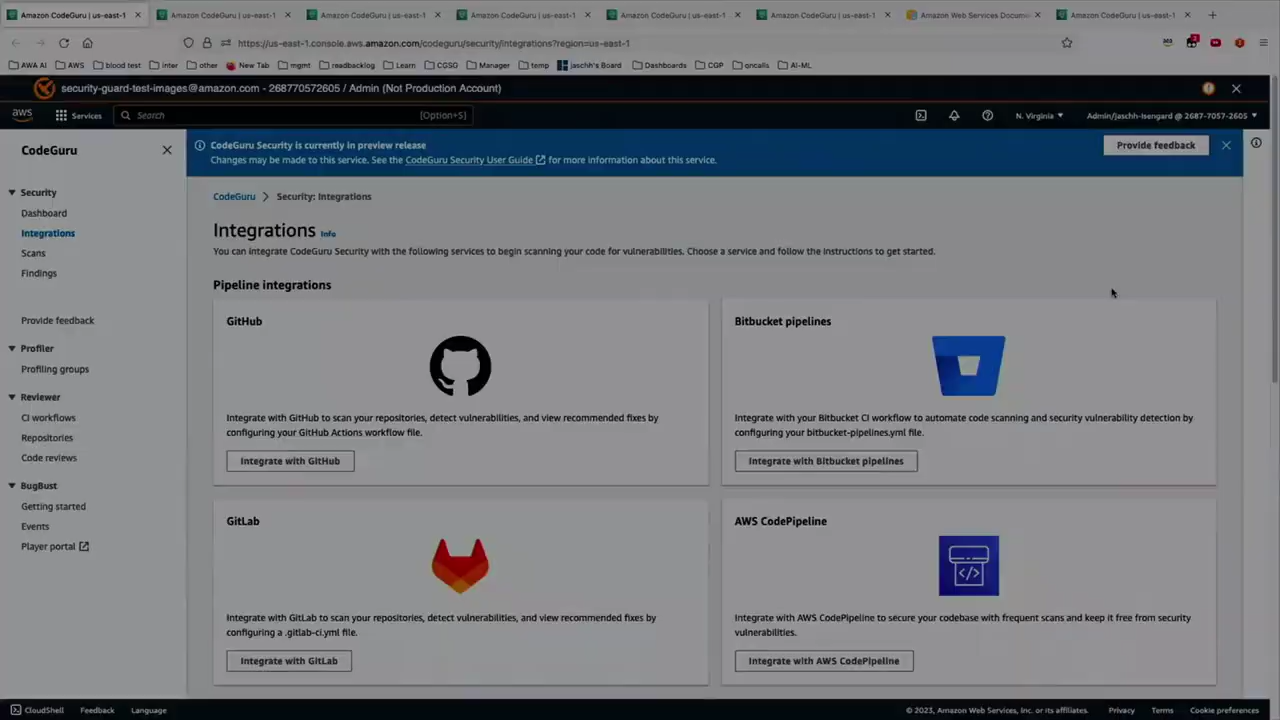 Amazon CodeGuru | us-east-1
Amazon CodeGuru | us-east-1
Amazon CodeGuru | us-east-1
Amazon CodeGuru | us-east-1
Amazon CodeGuru | us-east-1
Amazon CodeGuru | us-east-1
Amazon Web Services Docume
Amazon CodeGuru | us-east-1
https://us-east-1.console.aws.amazon.com/codeguru/security/integrations?region=us-east-1
AWA AI AWS blood test inter other New Tab mgmt readbacklog Learn CGSG Manager temp jaschh's Board Dashboards CGP oncalls AI-ML
security-guard-test-images@amazon.com - 268770572605 / Admin (Not Production Account)
aws Services Search [Option+S] N. Virginia Admin/jaschh-Isengard @ 2687-7057-2605
CodeGuru
Security
Dashboard
Integrations
Scans
Findings
Provide feedback
Profiler
Profiling groups
Reviewer
CI workflows
Repositories
Code reviews
BugBust
Getting started
Events
Player portal
CodeGuru Security is currently in preview release
Changes may be made to this service. See the CodeGuru Security User Guide for more information about this service.
Provide feedback
CodeGuru > Security: Integrations
Integrations Info
You can integrate CodeGuru Security with the following services to begin scanning your code for vulnerabilities. Choose a service and follow the instructions to get started.
Pipeline integrations
GitHub
Integrate with GitHub to scan your repositories, detect vulnerabilities, and view recommended fixes by
configuring your GitHub Actions workflow file.
Integrate with GitHub
Bitbucket pipelines
Integrate with your Bitbucket CI workflow to automate code scanning and security vulnerability detection by
configuring your bitbucket-pipelines.yml file.
Integrate with Bitbucket pipelines
GitLab
Integrate with GitLab to scan your repositories, detect vulnerabilities, and view recommended fixes by
configuring a .gitlab-ci.yml file.
Integrate with GitLab
AWS CodePipeline
Integrate with AWS CodePipeline to secure your codebase with frequent scans and keep it free from security
vulnerabilities.
Integrate with AWS CodePipeline
CloudShell Feedback Language © 2023, Amazon Web Services, Inc. or its affiliates. Privacy Terms Cookie preferences